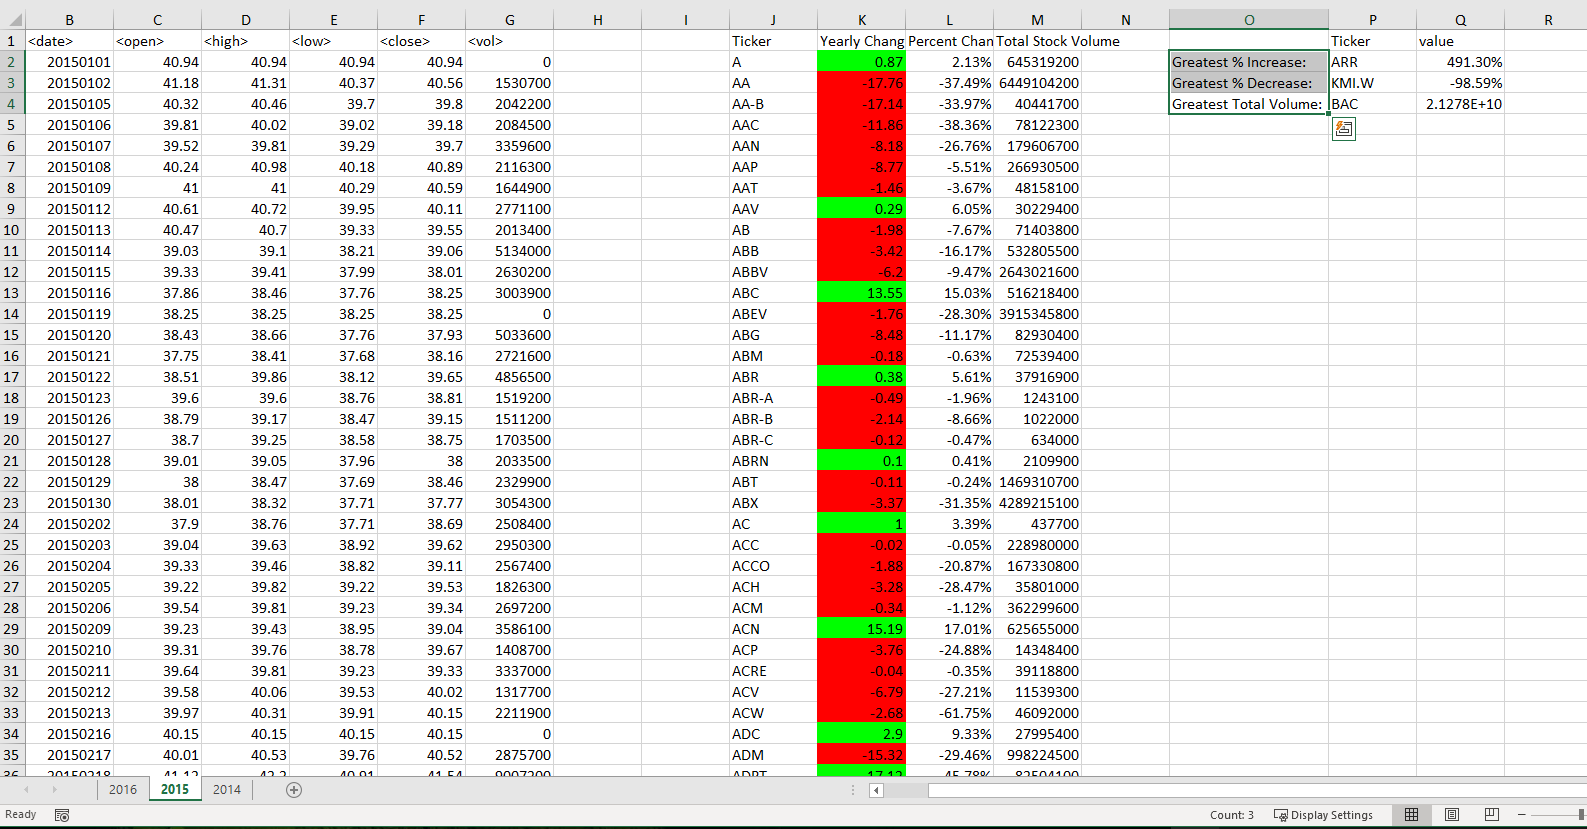 B C D E F G H I J K L M N O P Q R
1 <date> <open> <high> <low> <close> <vol> Ticker Yearly Chang Percent Chan Total Stock Volume Ticker value
2 20150101 40.94 40.94 40.94 40.94 0 A 0.87 2.13% 645319200 Greatest % Increase: ARR 491.30%
3 20150102 41.18 41.31 40.37 40.56 1530700 AA -17.76 -37.49% 6449104200 Greatest % Decrease: KMI.W -98.59%
4 20150105 40.32 40.46 39.7 39.8 2042200 AA-B -17.14 -33.97% 40441700 Greatest Total Volume: BAC 2.1278E+10
5 20150106 39.81 40.02 39.02 39.18 2084500 AAC -11.86 -38.36% 78122300
6 20150107 39.52 39.81 39.29 39.7 3359600 AAN -8.18 -26.76% 179606700
7 20150108 40.24 40.98 40.18 40.89 2116300 AAP -8.77 -5.51% 266930500
8 20150109 41 41 40.29 40.59 1644900 AAT -1.46 -3.67% 48158100
9 20150112 40.61 40.72 39.95 40.11 2771100 AAV 0.29 6.05% 30229400
10 20150113 40.47 40.7 39.33 39.55 2013400 AB -1.98 -7.67% 71403800
11 20150114 39.03 39.1 38.21 39.06 5134000 ABB -3.42 -16.17% 532805500
12 20150115 39.33 39.41 37.99 38.01 2630200 ABBV -6.2 -9.47% 2643021600
13 20150116 37.86 38.46 37.76 38.25 3003900 ABC 13.55 15.03% 516218400
14 20150119 38.25 38.25 38.25 38.25 0 ABEV -1.76 -28.30% 3915345800
15 20150120 38.43 38.66 37.76 37.93 5033600 ABG -8.48 -11.17% 82930400
16 20150121 37.75 38.41 37.68 38.16 2721600 ABM -0.18 -0.63% 72539400
17 20150122 38.51 39.86 38.12 39.65 4856500 ABR 0.38 5.61% 37916900
18 20150123 39.6 39.6 38.76 38.81 1519200 ABR-A -0.49 -1.96% 1243100
19 20150126 38.79 39.17 38.47 39.15 1511200 ABR-B -2.14 -8.66% 1022000
20 20150127 38.7 39.25 38.58 38.75 1703500 ABR-C -0.12 -0.47% 634000
21 20150128 39.01 39.05 37.96 38 2033500 ABRN 0.1 0.41% 2109900
22 20150129 38 38.47 37.69 38.46 2329900 ABT -0.11 -0.24% 1469310700
23 20150130 38.01 38.32 37.71 37.77 3054300 ABX -3.37 -31.35% 4289215100
24 20150202 37.9 38.76 37.71 38.69 2508400 AC 1 3.39% 437700
25 20150203 39.04 39.63 38.92 39.62 2950300 ACC -0.02 -0.05% 228980000
26 20150204 39.33 39.46 38.82 39.11 2567400 ACCO -1.88 -20.87% 167330800
27 20150205 39.22 39.82 39.22 39.53 1826300 ACH -3.28 -28.47% 35801000
28 20150206 39.54 39.81 39.23 39.34 2697200 ACM -0.34 -1.12% 362299600
29 20150209 39.23 39.43 38.95 39.04 3586100 ACN 15.19 17.01% 625655000
30 20150210 39.31 39.76 38.78 39.67 1408700 ACP -3.76 -24.88% 14348400
31 20150211 39.64 39.81 39.23 39.33 3337000 ACRE -0.04 -0.35% 39118800
32 20150212 39.58 40.06 39.53 40.02 1317700 ACV -6.79 -27.21% 11539300
33 20150213 39.97 40.31 39.91 40.15 2211900 ACW -2.68 -61.75% 46092000
34 20150216 40.15 40.15 40.15 40.15 0 ADC 2.9 9.33% 27995400
35 20150217 40.01 40.53 39.76 40.52 2875700 ADM -15.32 -29.46% 998224500
36 20150218 41.12 42.2 40.91 41.54 9007200 ADPT 17.12 45.78% 82504100
2016 2015 2014
Ready Count: 3 Display Settings